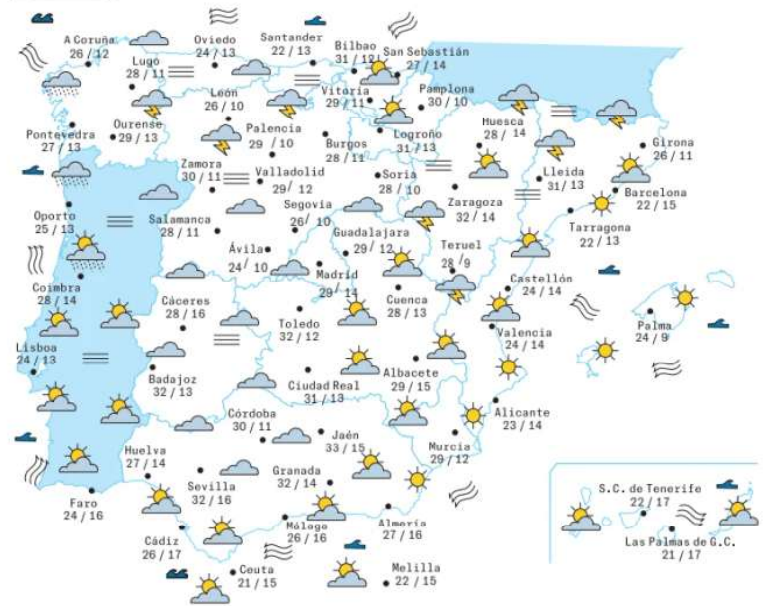 A Coruña
26 / 12
Oviedo
24 / 13
Santander
22 / 13
Bilbao
31 / 12
San Sebastián
27 / 14
Lugo
28 / 11
León
26 / 10
Vitoria
29 / 11
Pamplona
30 / 10
Pontevedra
27 / 13
Ourense
29 / 13
Palencia
29 / 10
Burgos
28 / 11
Logroño
31 / 13
Huesca
28 / 14
Girona
26 / 11
Zamora
30 / 11
Valladolid
29 / 12
Soria
28 / 10
Zaragoza
32 / 14
Lleida
31 / 13
Barcelona
22 / 15
Oporto
25 / 13
Salamanca
28 / 11
Segovia
26 / 10
Guadalajara
29 / 12
Tarragona
22 / 13
Ávila
24 / 10
Madrid
29 / 14
Teruel
28 / 9
Coimbra
28 / 14
Cáceres
28 / 16
Toledo
32 / 12
Cuenca
28 / 13
Castellón
24 / 14
Valencia
24 / 14
Palma
24 / 9
Lisboa
24 / 13
Badajoz
32 / 13
Ciudad Real
31 / 13
Albacete
29 / 15
Alicante
23 / 14
Córdoba
30 / 11
Jaén
33 / 15
Murcia
29 / 12
Huelva
27 / 14
Sevilla
32 / 16
Granada
32 / 14
Faro
24 / 16
Málaga
26 / 16
Almería
27 / 16
Cádiz
26 / 17
Ceuta
21 / 15
Melilla
22 / 15
S.C. de Tenerife
22 / 17
Las Palmas de G.C.
21 / 17